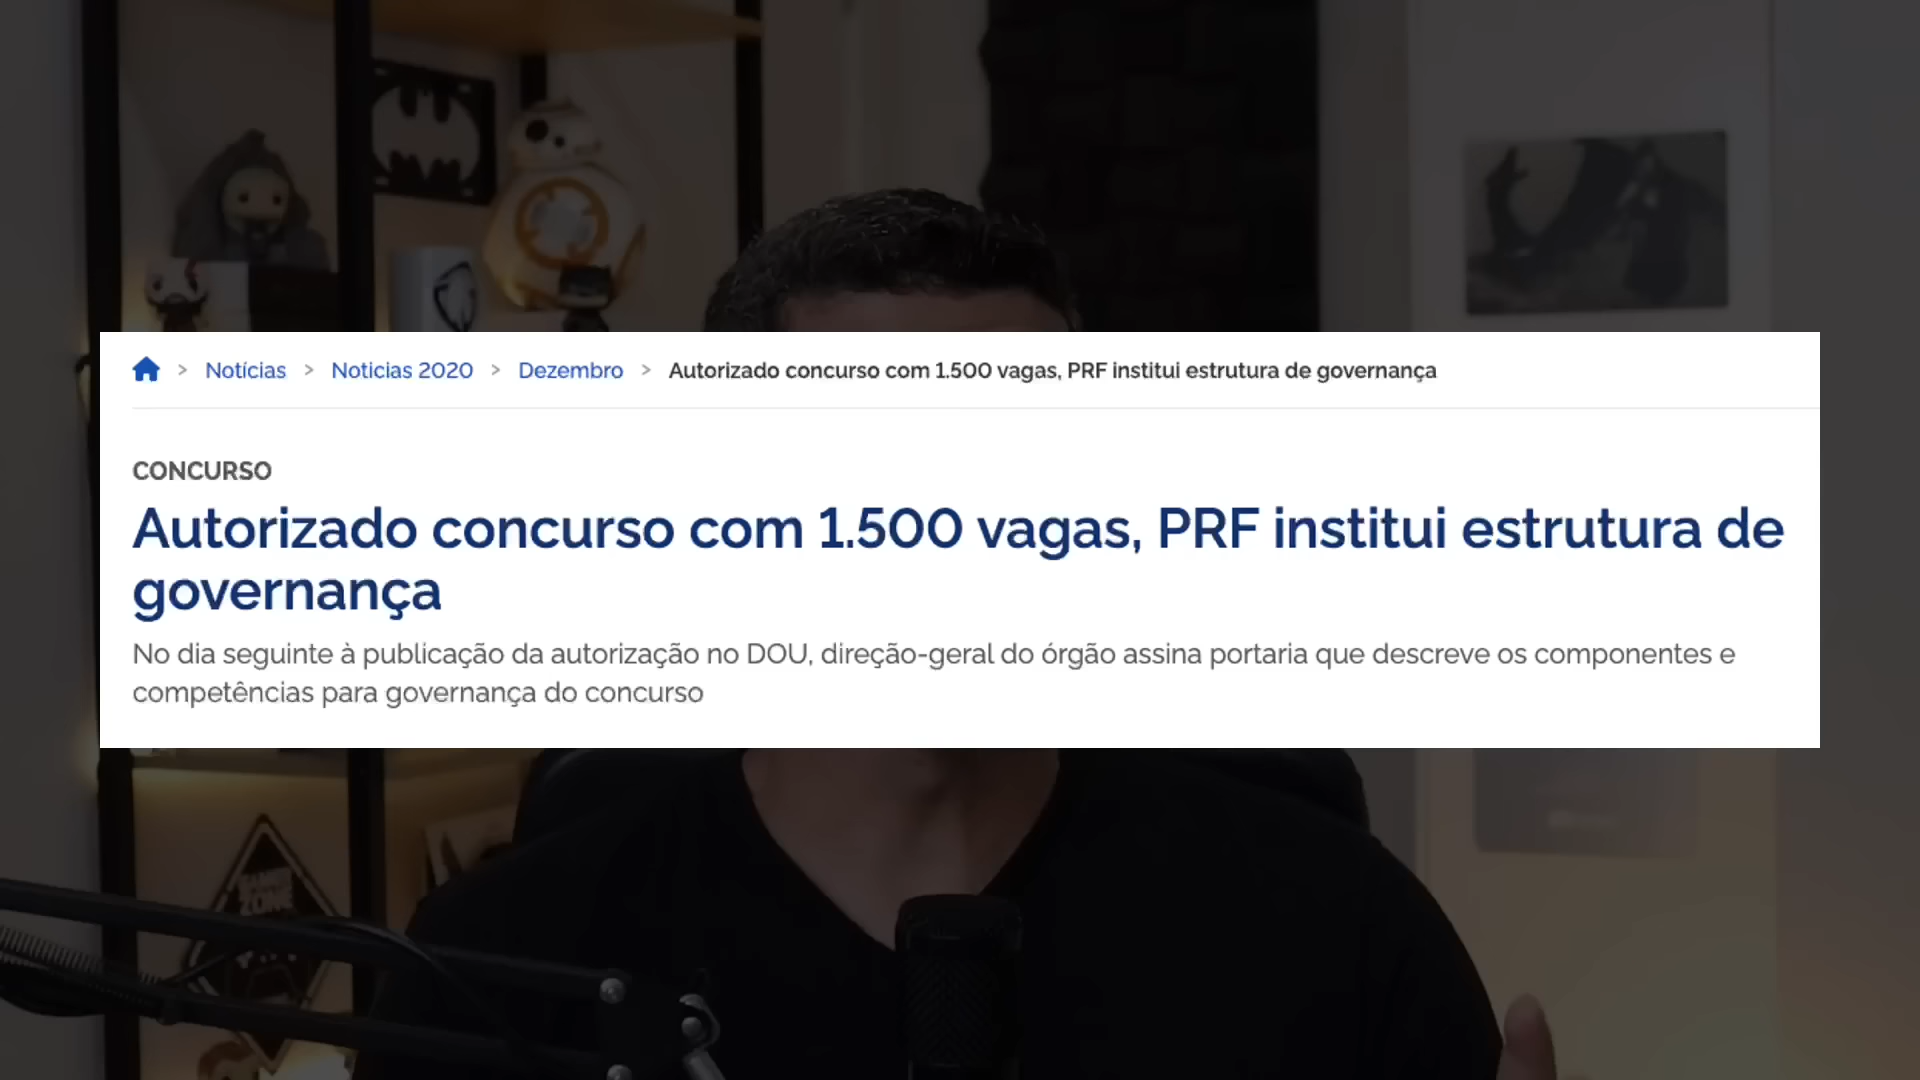 > Notícias > Noticias 2020 > Dezembro > Autorizado concurso com 1.500 vagas, PRF institui estrutura de governança
CONCURSO
Autorizado concurso com 1.500 vagas, PRF institui estrutura de
governança
No dia seguinte à publicação da autorização no DOU, direção-geral do órgão assina portaria que descreve os componentes e
competências para governança do concurso
ZONE